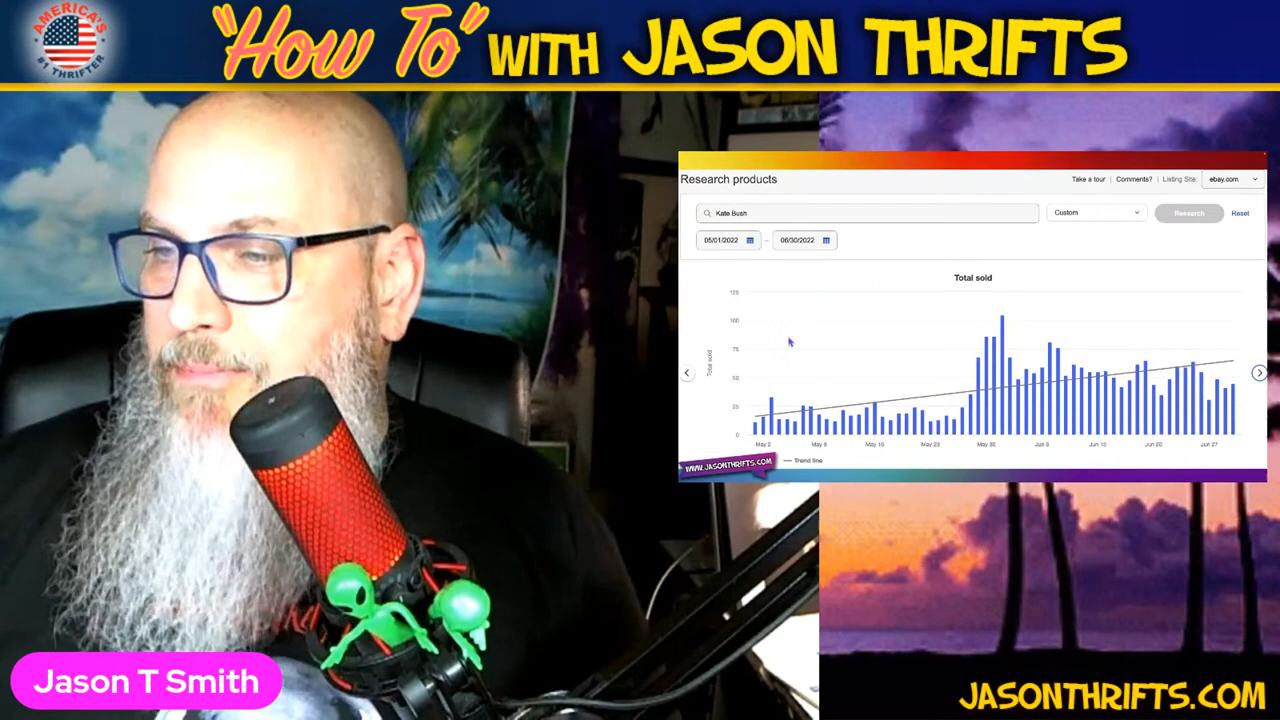 AMERICA'S
#1 THRIFTER
"How To" WITH JASON THRIFTS
Research products
Take a tour | Comments? | Listing Site: ebay.com
Kate Bush
Custom
Research
Reset
05/01/2022 – 06/30/2022
Total sold
125
100
75
50
25
0
Total sold
May 2 May 9 May 16 May 23 May 30 Jun 6 Jun 13 Jun 20 Jun 27
Trend line
WWW.JASONTHRIFTS.COM
Jason T Smith
JASONTHRIFTS.COM